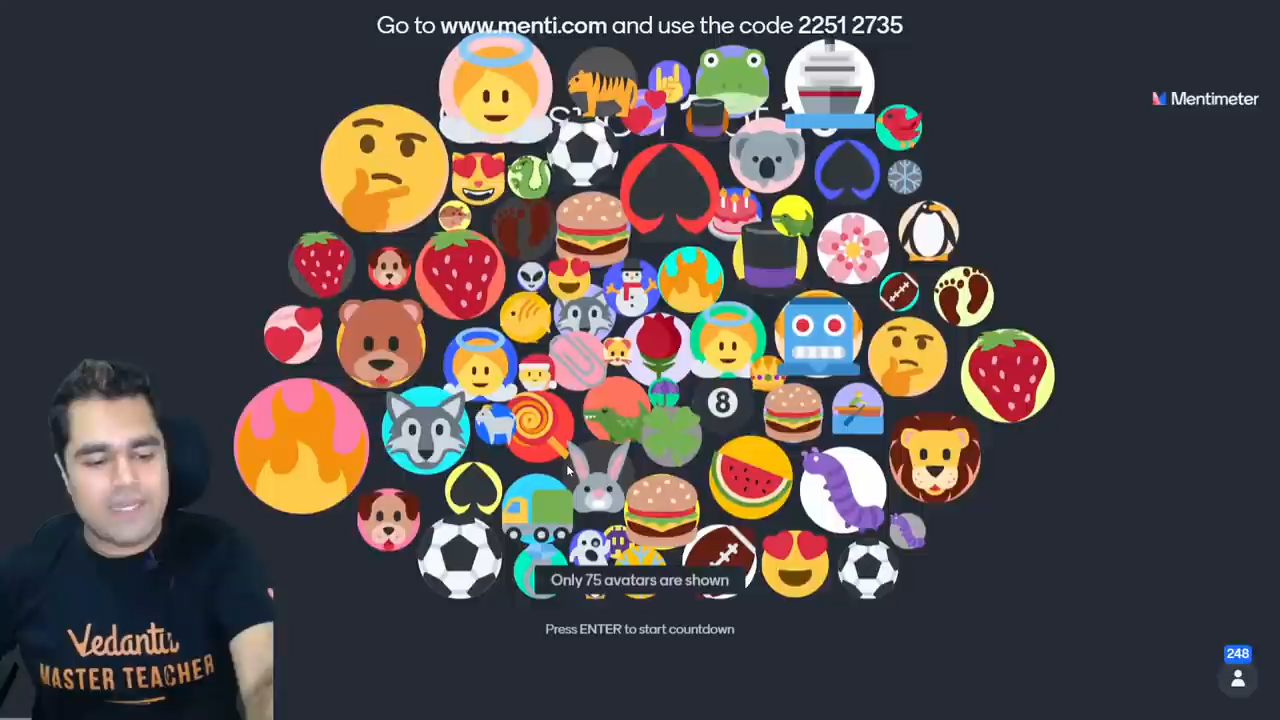 Go to www.menti.com and use the code 2251 2735
Mentimeter
8
Only 75 avatars are shown
Press ENTER to start countdown
248
Vedantu
MASTER TEACHER